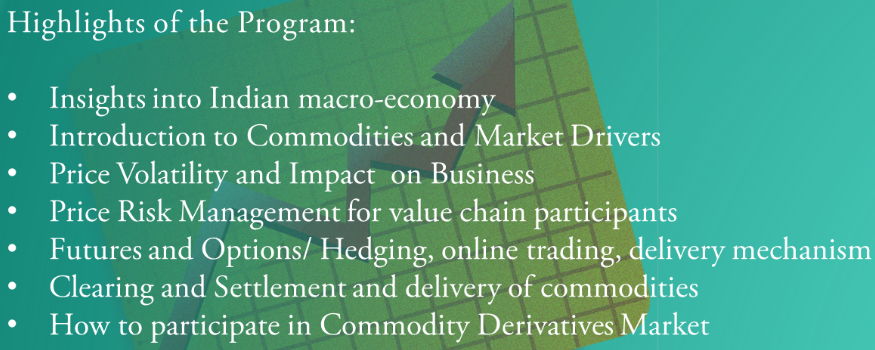 Highlights of the Program:
• Insights into Indian macro-economy
• Introduction to Commodities and Market Drivers
• Price Volatility and Impact  on Business
• Price Risk Management for value chain participants
• Futures and Options/ Hedging, online trading, delivery mechanism
• Clearing and Settlement and delivery of commodities
• How to participate in Commodity Derivatives Market